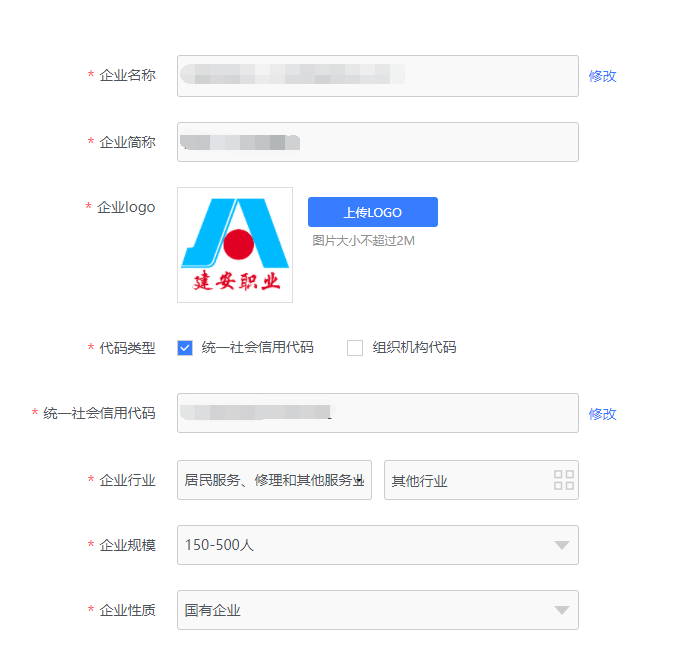 * 企业名称 修改
* 企业简称
* 企业logo
上传LOGO
图片大小不超过2M
建安职业
* 代码类型 统一社会信用代码 组织机构代码
* 统一社会信用代码 修改
* 企业行业 居民服务、修理和其他服务业 其他行业
* 企业规模 150-500人
* 企业性质 国有企业